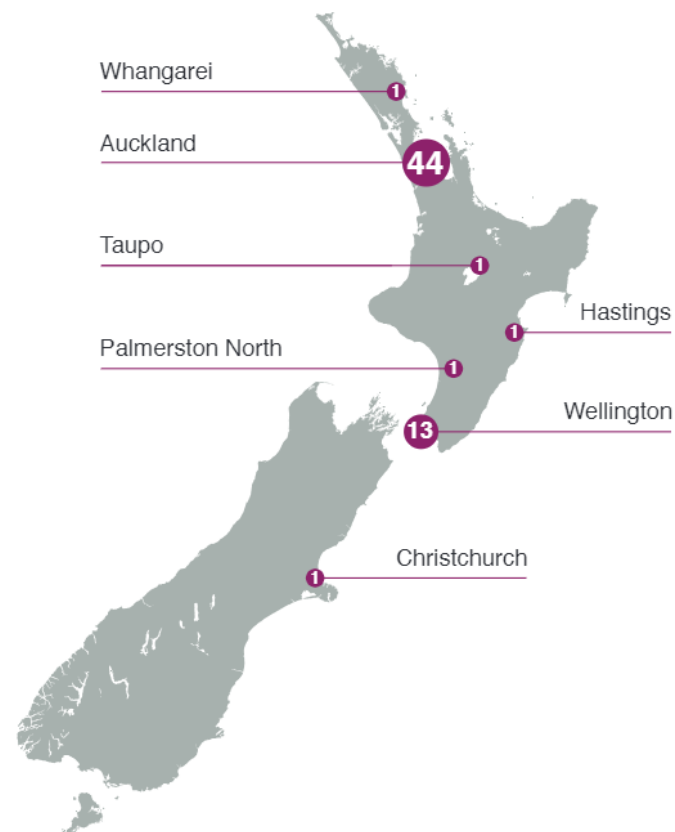 Whangarei
1
Auckland
44
Taupo
1
Hastings
1
Palmerston North
1
Wellington
13
Christchurch
1